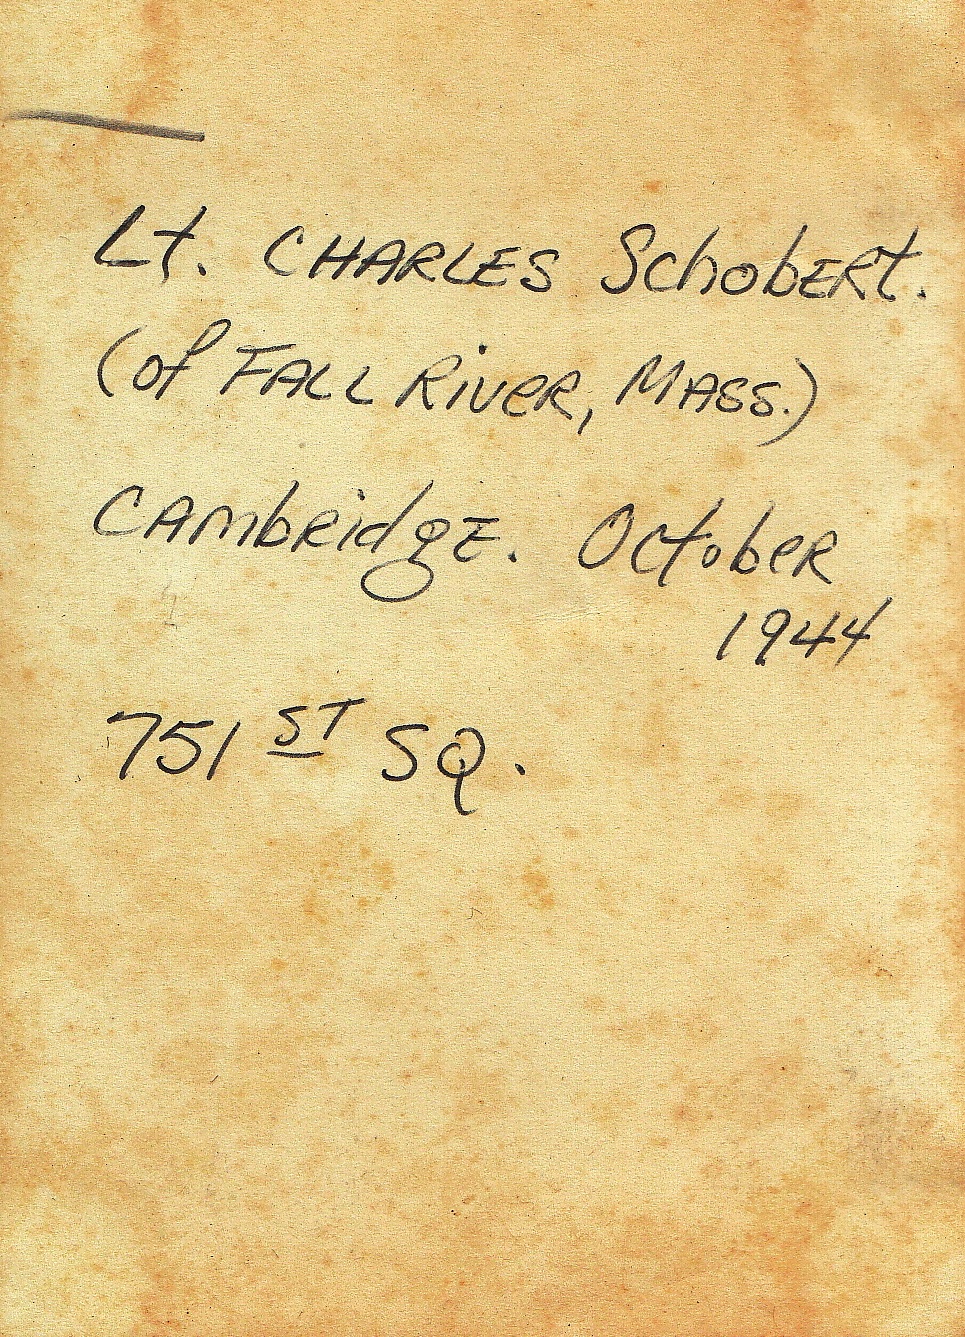 Lt. CHARLES SchobERt.
(of FALL RivER, MASS.)
CAmbRidgE. OctobeR
1944
751 ST SQ.